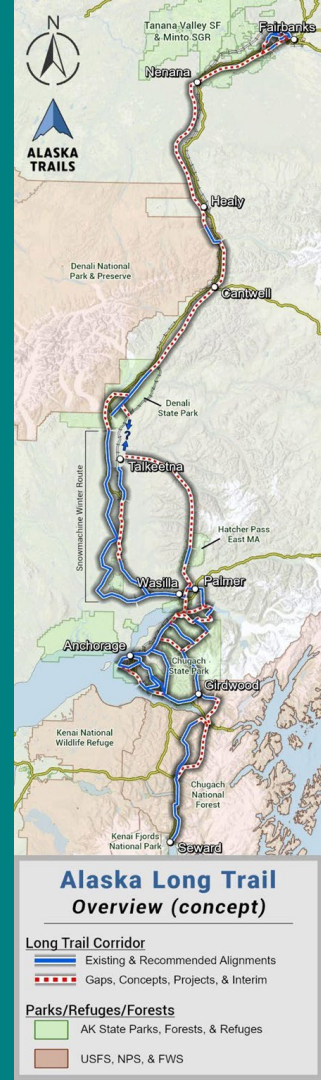 N
Tanana Valley SF
& Minto SGR
Fairbanks
Nenana
ALASKA
TRAILS
Healy
Denali National
Park & Preserve
Cantwell
Denali
State Park
?
Talkeetna
Snowmachine Winter Route
Hatcher Pass
East MA
Wasilla
Palmer
Anchorage
Chugach
State Park
Girdwood
Kenai National
Wildlife Refuge
Chugach
National
Forest
Kenai Fjords
National Park
Seward
Alaska Long Trail
Overview (concept)
Long Trail Corridor
Existing & Recommended Alignments
Gaps, Concepts, Projects, & Interim
Parks/Refuges/Forests
AK State Parks, Forests, & Refuges
USFS, NPS, & FWS